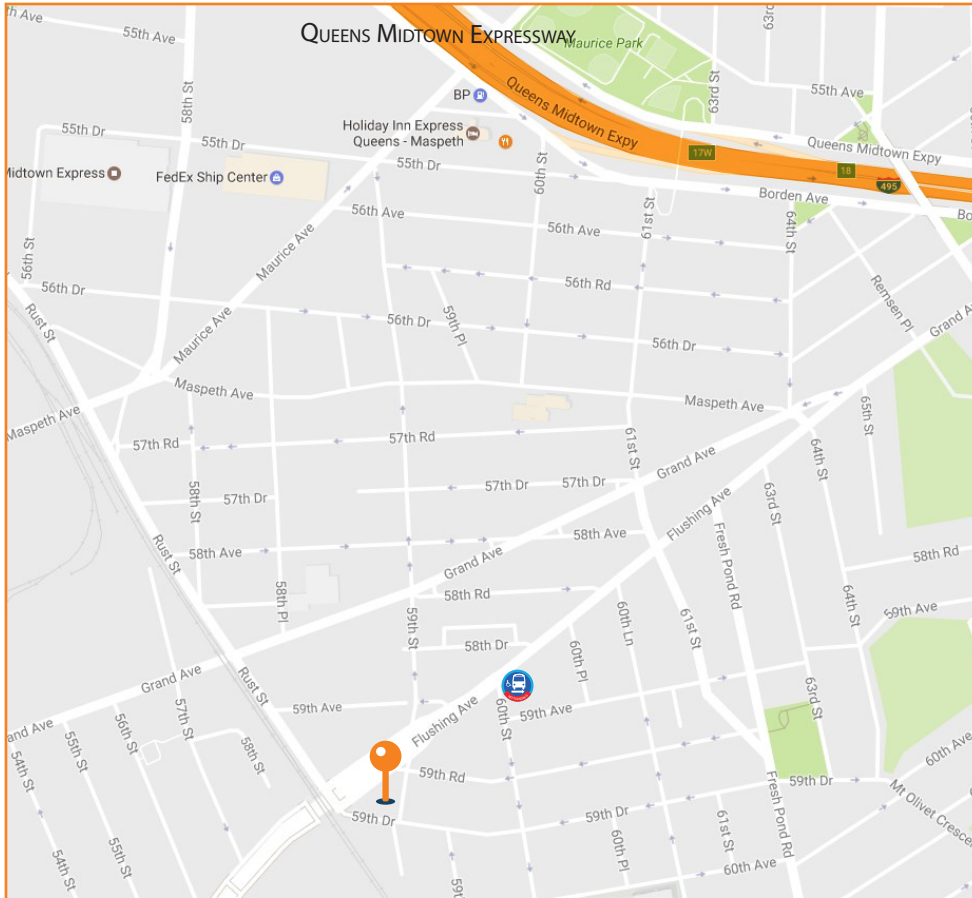 th Ave
55th Ave
QUEENS MIDTOWN EXPRESSWAY
Maurice Park
63rd St
58th St
BP
55th Ave
63rd St
Queens Midtown Expy
Holiday Inn Express
Queens - Maspeth
55th Dr
55th Dr
17W
Queens Midtown Expy
Midtown Express
FedEx Ship Center
60th St
18
495
Borden Ave
Bo
61st St
64th St
56th Ave
56th Ave
Maurice Ave
56th St
56th Rd
Remsen Pl
56th Dr
Rust St
56th Dr
59th Pl
Grand Av
Maurice Ave
56th Dr
Maspeth Ave
Maspeth Ave
Maspeth Ave
65th St
57th Rd
57th Rd
61st St
64th St
Grand Ave
57th Dr
57th Dr
57th Dr
58th St
Flushing Ave
63rd St
58th Ave
58th Ave
Rust St
Grand Ave
Fresh Pond Rd
58th Rd
58th Pl
58th Rd
59th St
60th Ln
61st St
64th St
59th Ave
58th Dr
60th Pl
Grand Ave
Rust St
63rd St
59th Ave
Flushing Ave
60th St
59th Ave
and Ave
56th St
57th St
55th St
54th St
58th St
60th Ave
59th Rd
59th Dr
Fresh Pond Rd
Mt Olivet Crescen
59th Dr
59th Dr
61st St
60th Pl
60th Ave
54th St
55th St
59th